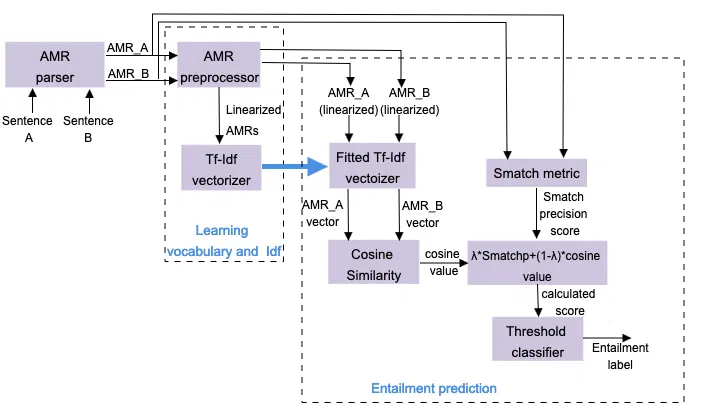 AMR
parser
AMR_A
AMR_B
Sentence
A
Sentence
B
AMR
preprocessor
Linearized
AMRs
Tf-Idf
vectorizer
Learning
vocabulary and Idf
AMR_A
(linearized)
AMR_B
(linearized)
Fitted Tf-Idf
vectoizer
AMR_A
vector
AMR_B
vector
Cosine
Similarity
cosine
value
Smatch metric
Smatch
precision
score
λ*Smatchp+(1-λ)*cosine
value
calculated
score
Threshold
classifier
Entailment
label
Entailment prediction